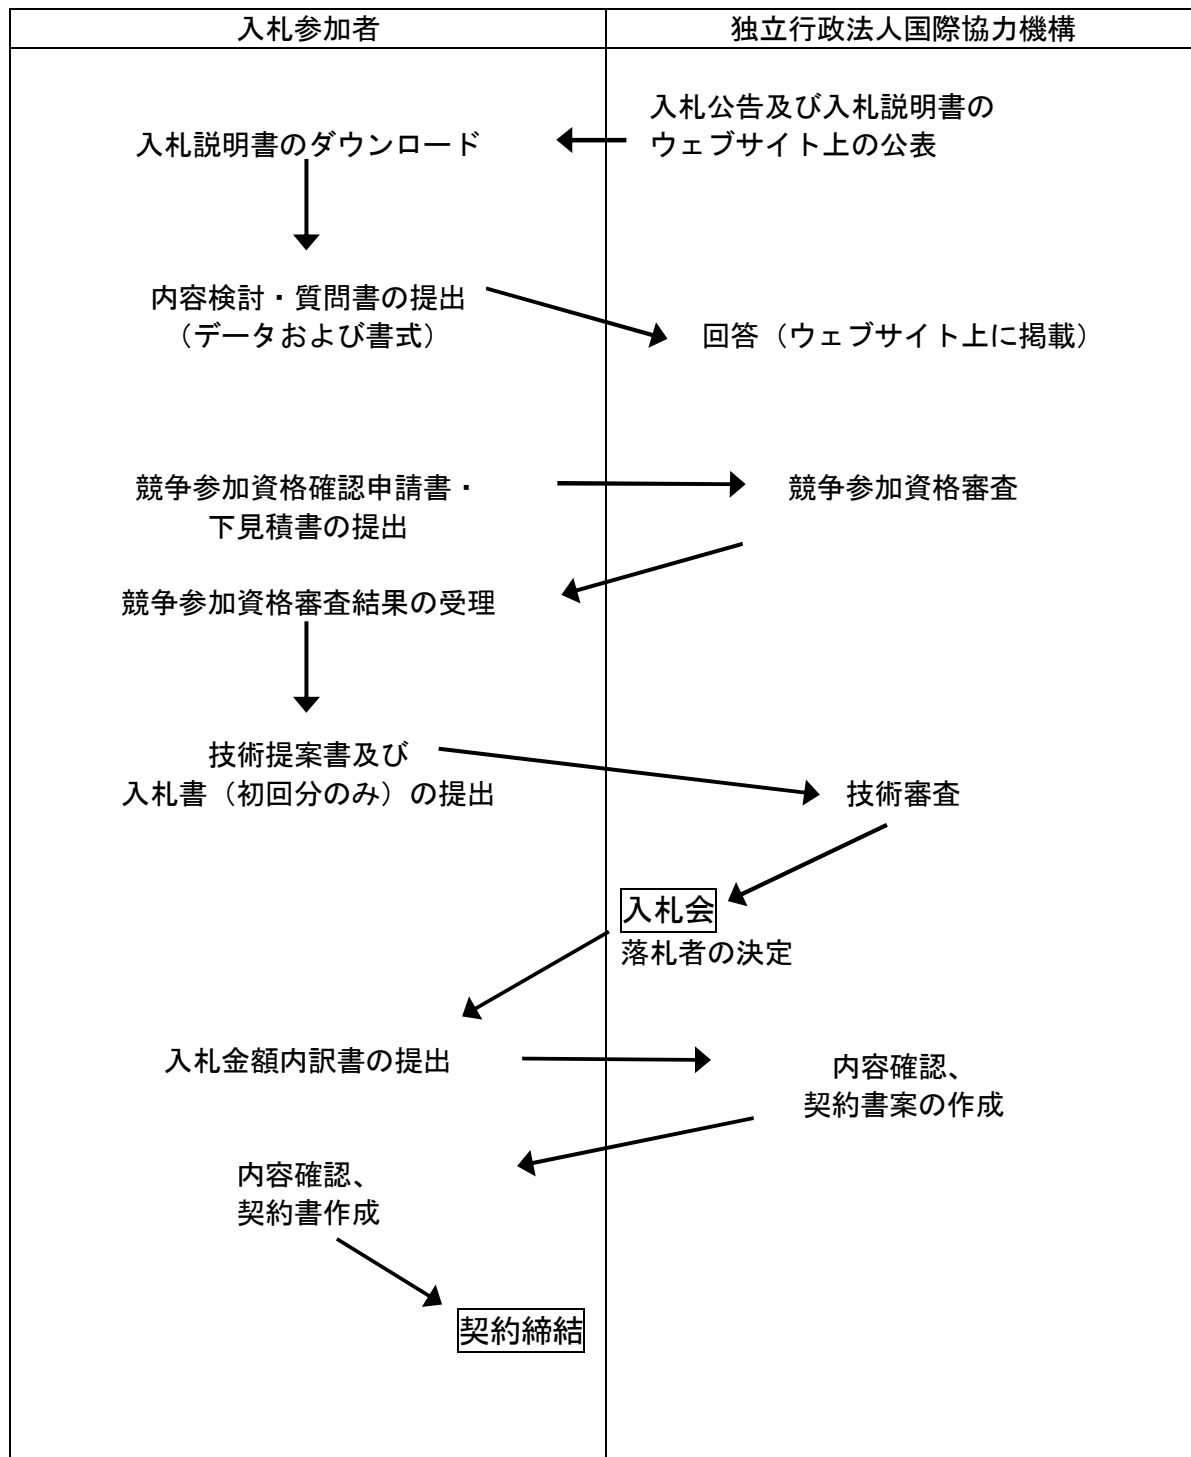 入札参加者
独立行政法人国際協力機構
入札公告及び入札説明書の
ウェブサイト上の公表
入札説明書のダウンロード
内容検討・質問書の提出
（データおよび書式）
回答（ウェブサイト上に掲載）
競争参加資格確認申請書・
下見積書の提出
競争参加資格審査
競争参加資格審査結果の受理
技術提案書及び
入札書（初回分のみ）の提出
技術審査
入札会
落札者の決定
入札金額内訳書の提出
内容確認、
契約書案の作成
内容確認、
契約書作成
契約締結